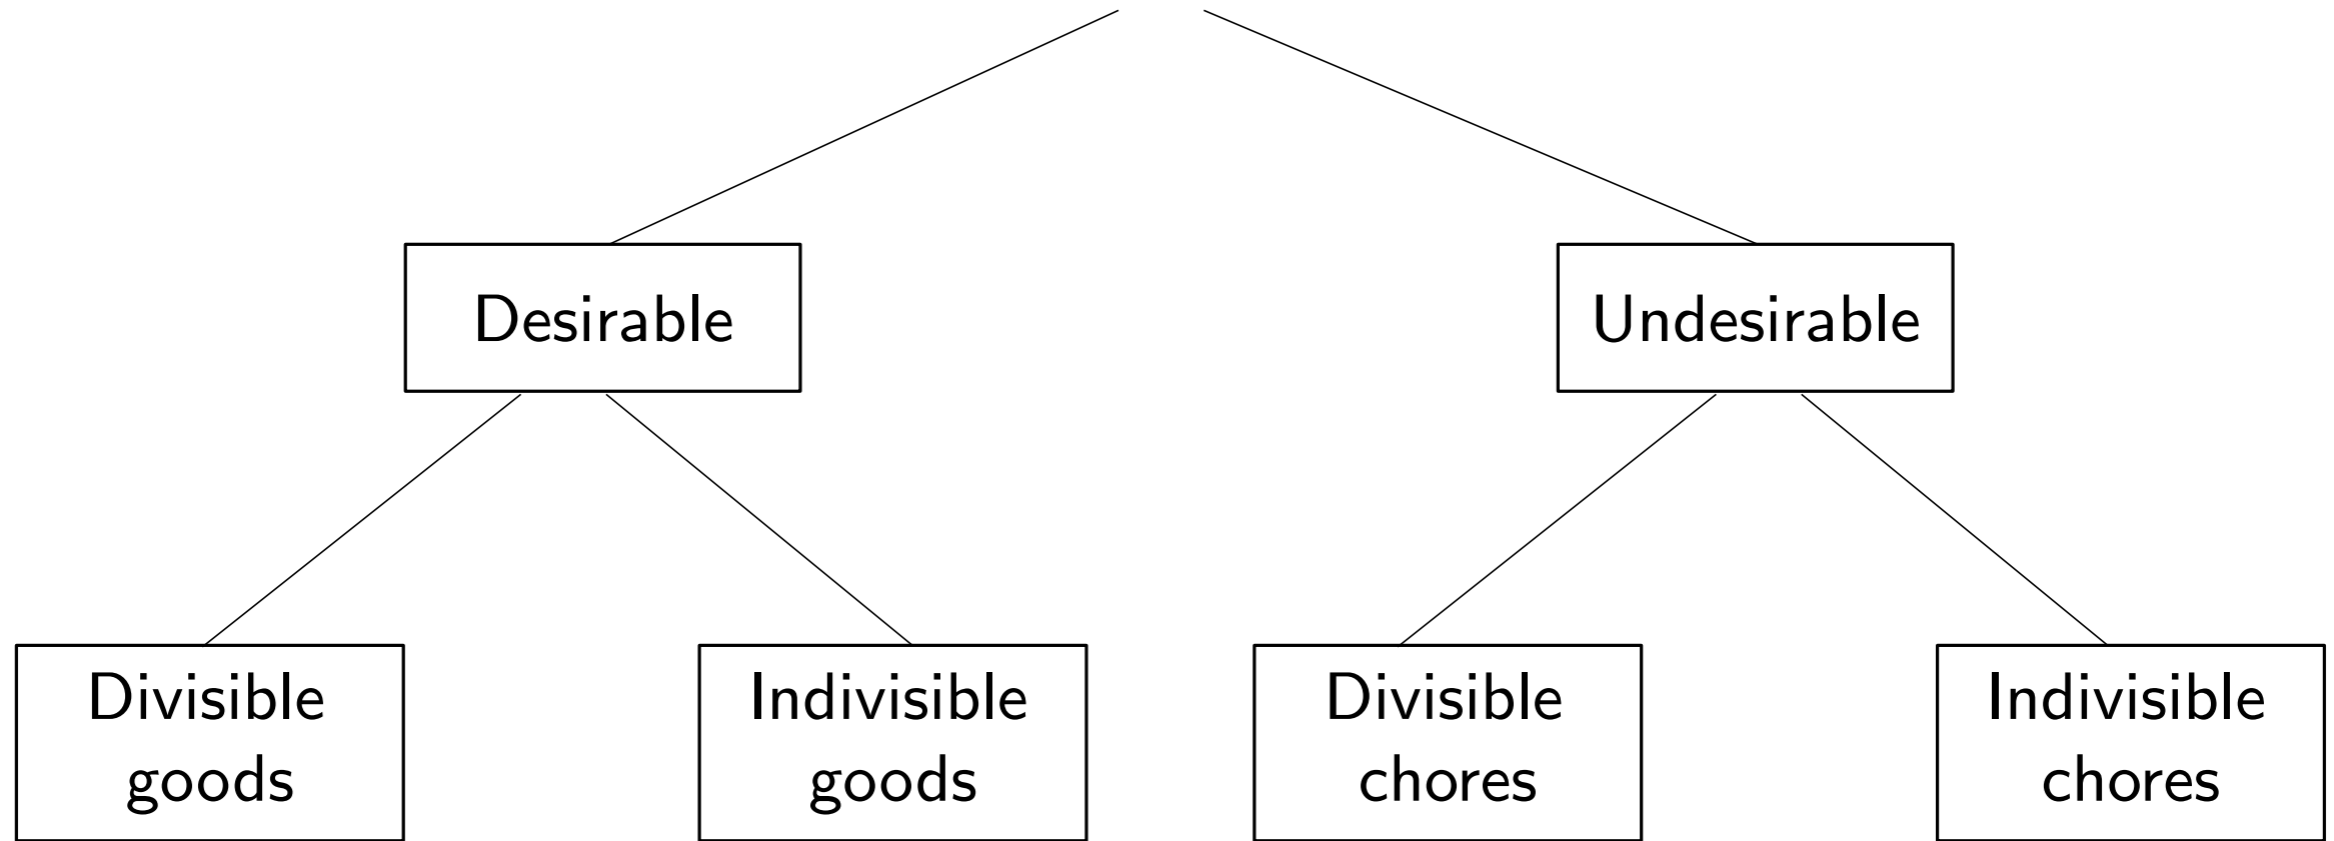 Desirable
Undesirable
Divisible
goods
Indivisible
goods
Divisible
chores
Indivisible
chores